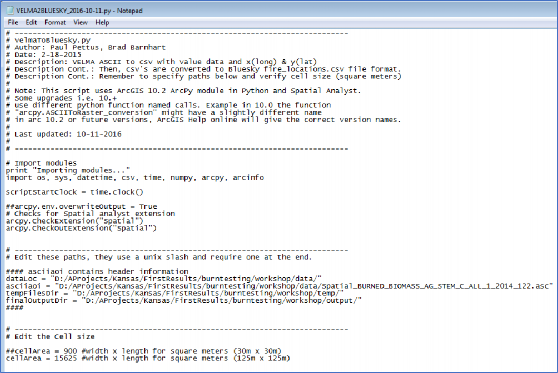 VELMA2BLUESKY_2016-10-11.py - Notepad
File Edit Format View Help
# ---------------------------------------------------------------------------
# velmaToBluesky.py
# Author: Paul Pettus, Brad Barnhart
# Date: 2-18-2015
# Description: VELMA ASCII to csv with value data and x(long) & y(lat)
# Description Cont.: Then, csv's are converted to Bluesky fire_locations.csv file format.
# Description Cont.: Remember to specify paths below and verify cell size (square meters)
#
# Note: This script uses ArcGIS 10.2 ArcPy module in Python and Spatial Analyst.
# Some upgrades i.e. 10.+
# use different python function named calls. Example in 10.0 the function
# "arcpy.ASCIIToRaster_conversion" might have a slightly different name
# in arc 10.2 or future versions, ArcGIS Help online will give the correct version names.
#
# Last updated: 10-11-2016
#
# ---------------------------------------------------------------------------
# Import modules
print "Importing modules..."
import os, sys, datetime, csv, time, numpy, arcpy, arcinfo
scriptStartClock = time.clock()
##arcpy.env.overwriteOutput = True
# Checks for Spatial analyst extension
arcpy.CheckExtension("Spatial")
arcpy.CheckOutExtension("Spatial")
# ---------------------------------------------------------------------------
# Edit these paths, they use a unix slash and require one at the end.
#### asciiaoi contains header information
dataLoc = "D:/AProjects/Kansas/FirstResults/burntesting/workshop/data/"
asciiaoi = "D:/AProjects/Kansas/FirstResults/burntesting/workshop/data/Spatial_BURNED_BIOMASS_AG_STEM_C_ALL_1_2014_122.asc"
tempFilesDir = "D:/AProjects/Kansas/FirstResults/burntesting/workshop/temp/"
finalOutputDir = "D:/AProjects/Kansas/FirstResults/burntesting/workshop/output/"
####
# ---------------------------------------------------------------------------
# Edit the Cell size
##cellArea = 900 #width x length for square meters (30m x 30m)
cellArea = 15625 #width x length for square meters (125m x 125m)